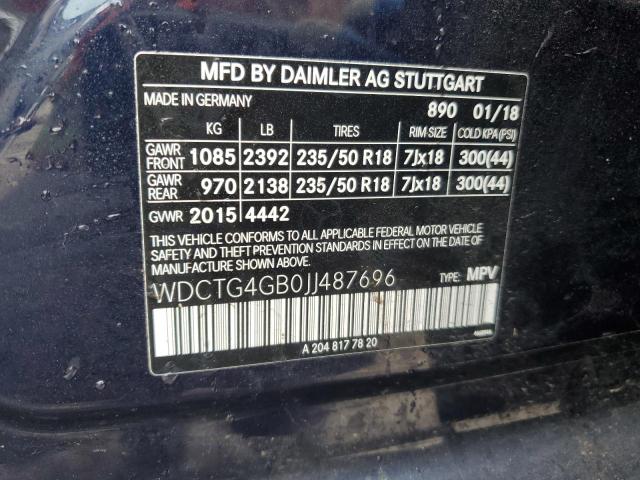 MFD BY DAIMLER AG STUTTGART
MADE IN GERMANY 890 01/18
KG LB TIRES RIM SIZE COLD KPA(PSI)
GAWR FRONT 1085 2392 235/50 R18 7Jx18 300(44)
GAWR REAR 970 2138 235/50 R18 7Jx18 300(44)
GVWR 2015 4442
THIS VEHICLE CONFORMS TO ALL APPLICABLE FEDERAL MOTOR VEHICLE
SAFETY AND THEFT PREVENTION STANDARDS IN EFFECT ON THE DATE OF
MANUFACTURE SHOWN ABOVE.
WDCTG4GB0JJ487696 TYPE: MPV
A 204 817 78 20